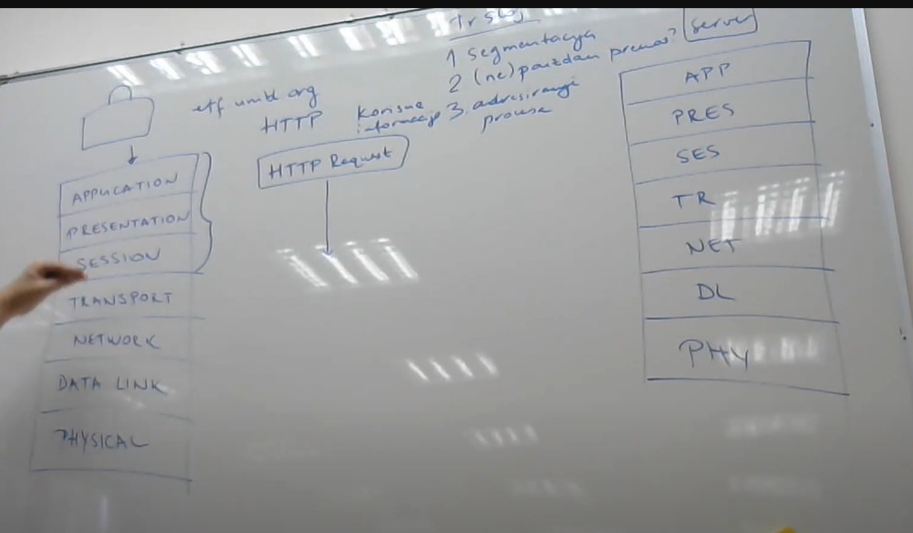 Tr sloj
1 segmentacija
2 (ne)pouzdan prenos?
3. adresiranje
procesa
Server
etf unibl org
HTTP
Korisne
informacije
HTTP Request
APPLICATION
PRESENTATION
SESSION
TRANSPORT
NETWORK
DATA LINK
PHYSICAL
APP
PRES
SES
TR
NET
DL
PHY